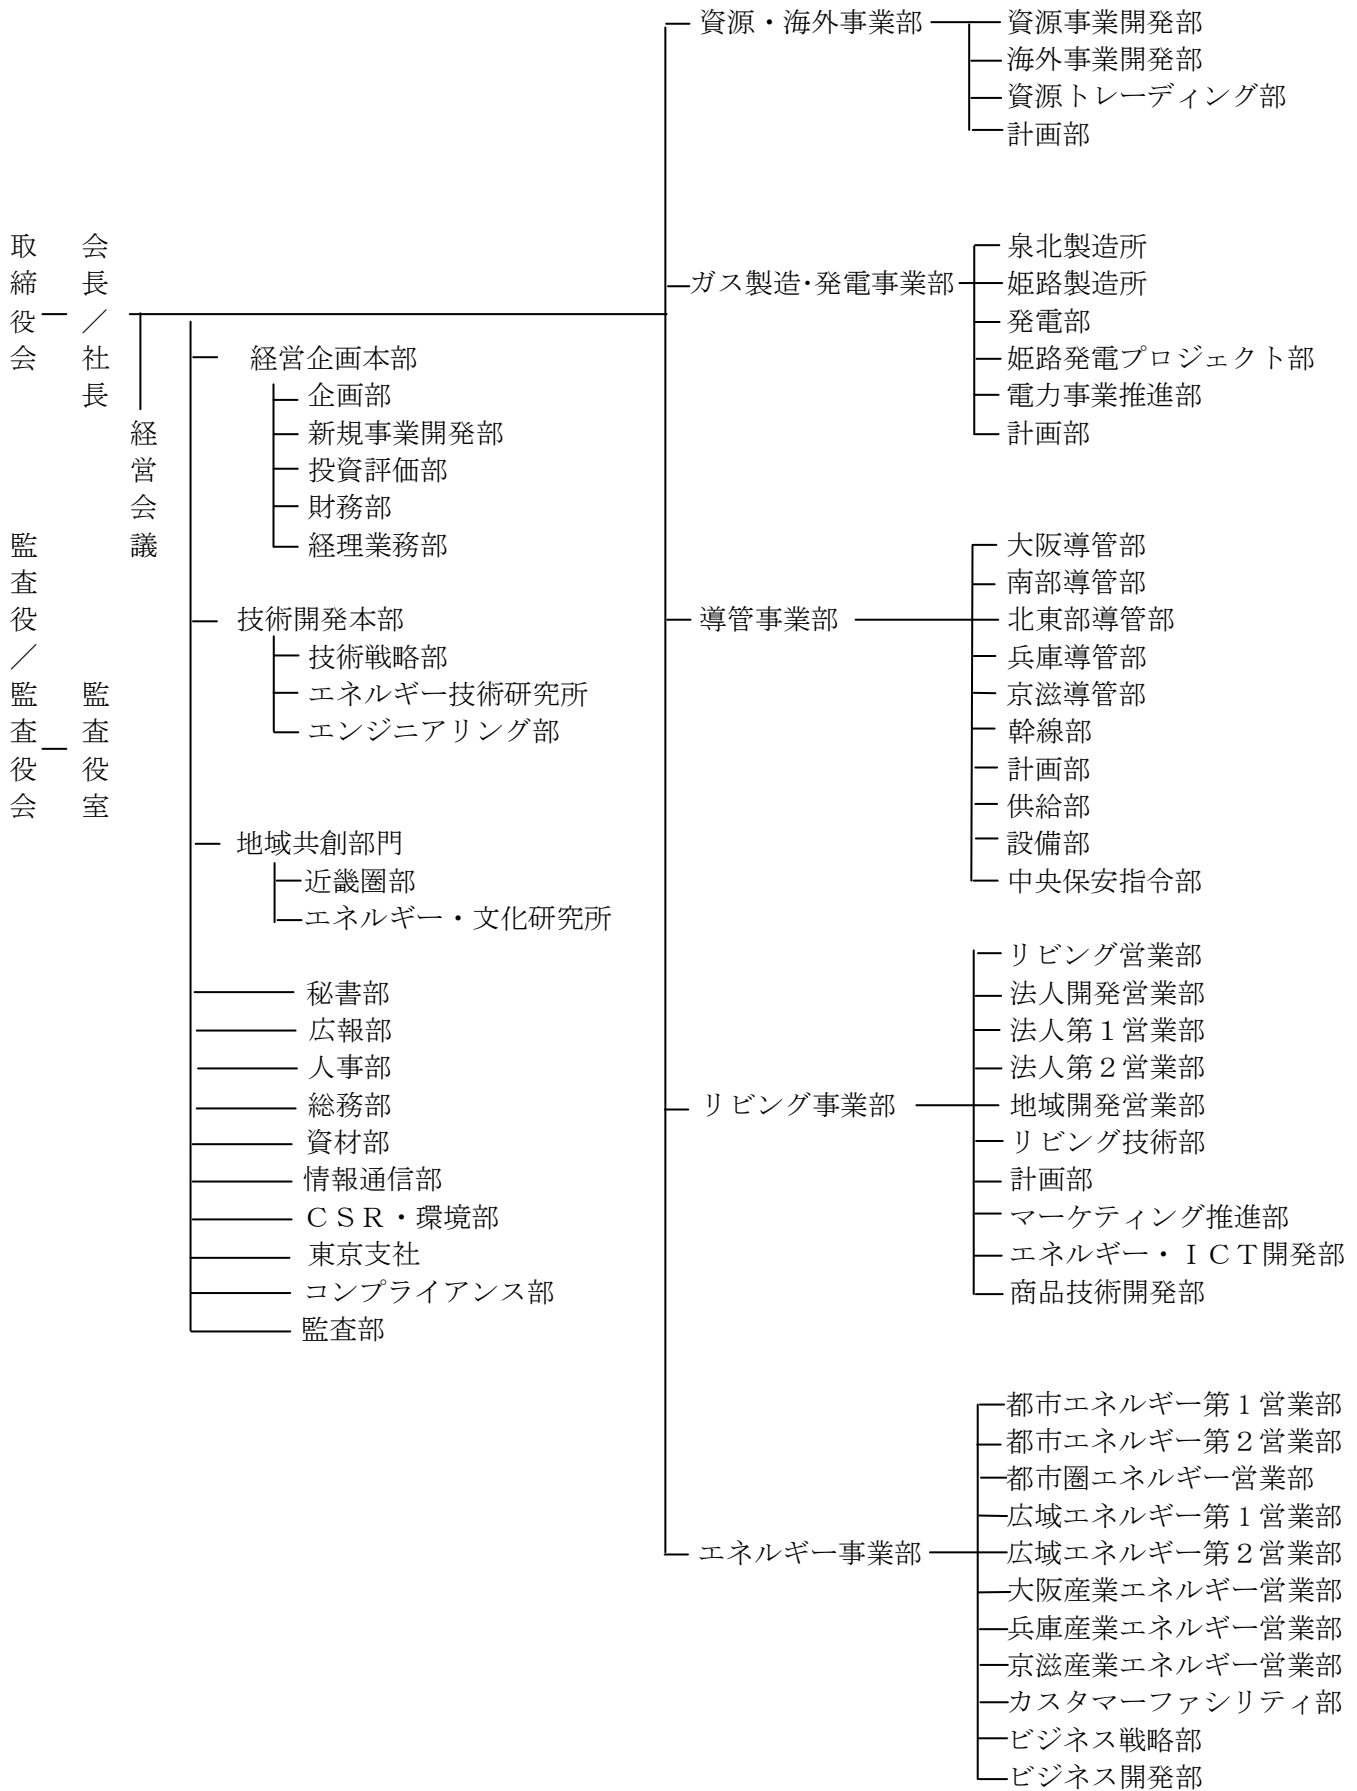 取締役会
会長／社長
経営会議
監査役／監査役会
監査役室
経営企画本部
企画部
新規事業開発部
投資評価部
財務部
経理業務部
技術開発本部
技術戦略部
エネルギー技術研究所
エンジニアリング部
地域共創部門
近畿圏部
エネルギー・文化研究所
秘書部
広報部
人事部
総務部
資材部
情報通信部
ＣＳＲ・環境部
東京支社
コンプライアンス部
監査部
資源・海外事業部
資源事業開発部
海外事業開発部
資源トレーディング部
計画部
ガス製造・発電事業部
泉北製造所
姫路製造所
発電部
姫路発電プロジェクト部
電力事業推進部
計画部
導管事業部
大阪導管部
南部導管部
北東部導管部
兵庫導管部
京滋導管部
幹線部
計画部
供給部
設備部
中央保安指令部
リビング事業部
リビング営業部
法人開発営業部
法人第１営業部
法人第２営業部
地域開発営業部
リビング技術部
計画部
マーケティング推進部
エネルギー・ＩＣＴ開発部
商品技術開発部
エネルギー事業部
都市エネルギー第１営業部
都市エネルギー第２営業部
都市圏エネルギー営業部
広域エネルギー第１営業部
広域エネルギー第２営業部
大阪産業エネルギー営業部
兵庫産業エネルギー営業部
京滋産業エネルギー営業部
カスタマーファシリティ部
ビジネス戦略部
ビジネス開発部